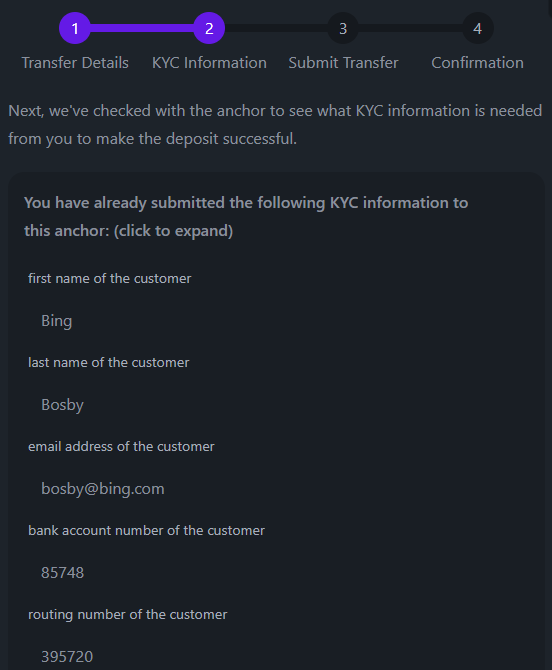 1 2 3 4
Transfer Details KYC Information Submit Transfer Confirmation
Next, we've checked with the anchor to see what KYC information is needed
from you to make the deposit successful.
You have already submitted the following KYC information to
this anchor: (click to expand)
first name of the customer
Bing
last name of the customer
Bosby
email address of the customer
bosby@bing.com
bank account number of the customer
85748
routing number of the customer
395720